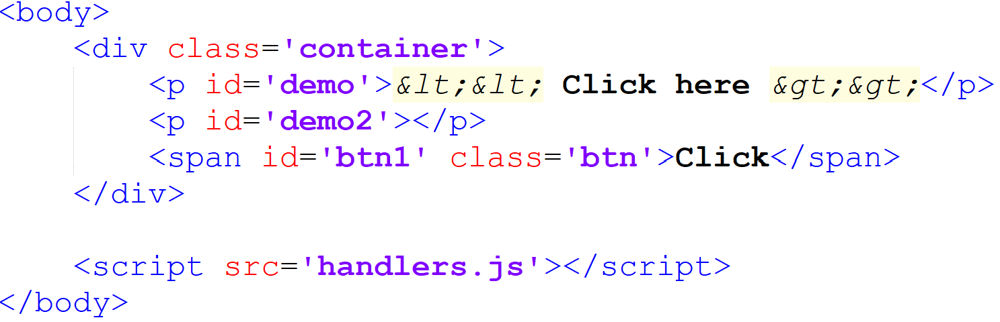 <body>
<div class='container'>
<p id='demo'>&lt;&lt; Click here &gt;&gt;</p>
<p id='demo2'></p>
<span id='btn1' class='btn'>Click</span>
</div>
<script src='handlers.js'></script>
</body>